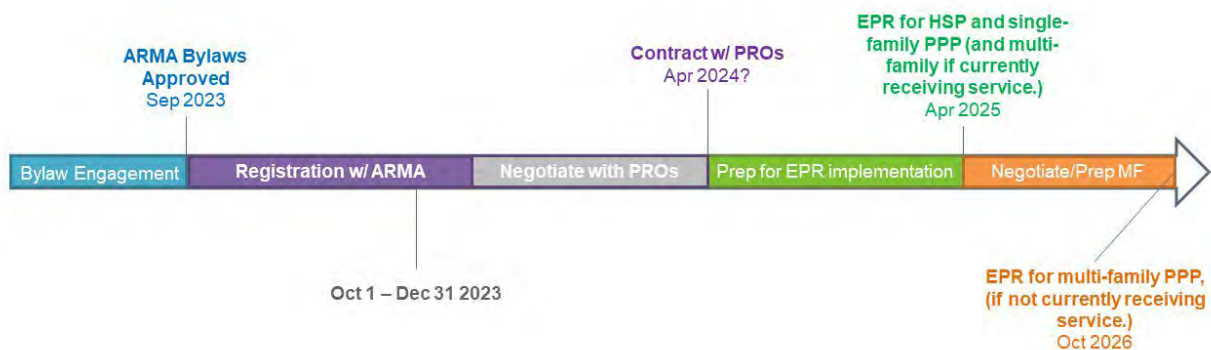 ARMA Bylaws
Approved
Sep 2023
Contract w/ PROs
Apr 2024?
EPR for HSP and single-
family PPP (and multi-
family if currently
receiving service.)
Apr 2025
Bylaw Engagement
Registration w/ ARMA
Negotiate with PROs
Prep for EPR implementation
Negotiate/Prep MF
Oct 1 – Dec 31 2023
EPR for multi-family PPP,
(if not currently receiving
service.)
Oct 2026